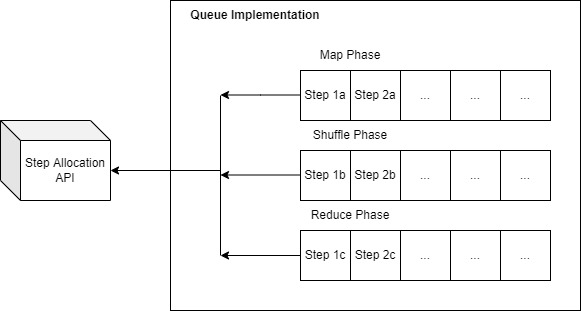 Queue Implementation
Map Phase
Step 1a Step 2a ... ... ...
Shuffle Phase
Step 1b Step 2b ... ... ...
Step Allocation
API
Reduce Phase
Step 1c Step 2c ... ... ...